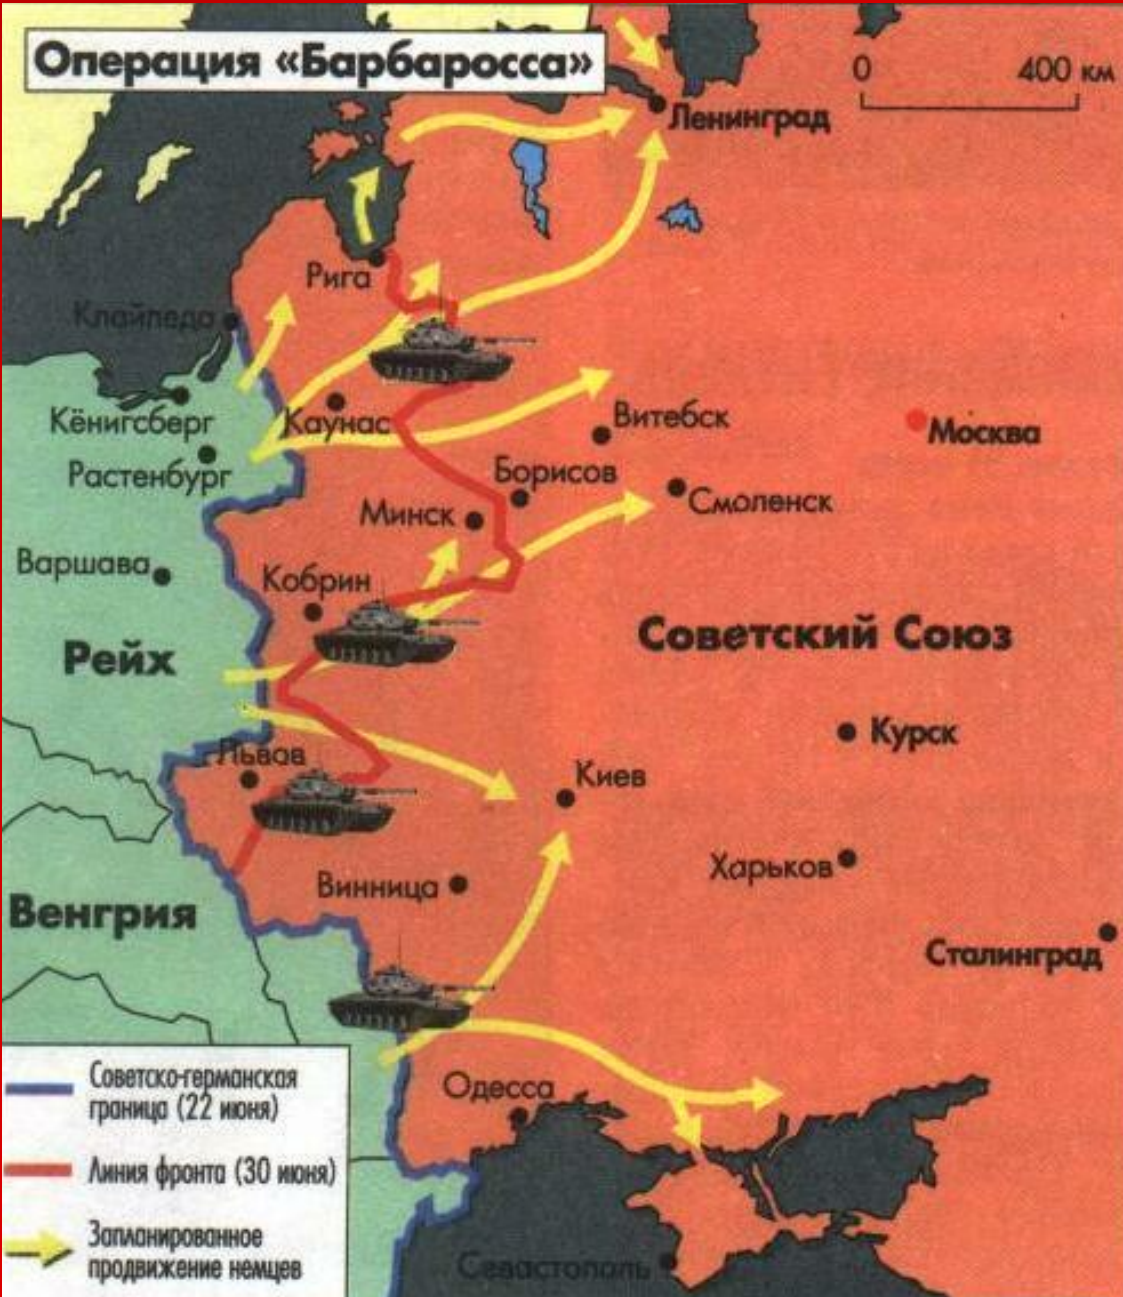 Операция «Барбаросса»
0 400 км
Ленинград
Рига
Клайпеда
Кёнигсберг
Каунас
Растенбург
Витебск
Москва
Борисов
Смоленск
Минск
Варшава
Кобрин
Советский Союз
Рейх
Курск
Львов
Киев
Харьков
Винница
Венгрия
Сталинград
Одесса
Севастополь
Советско-германская
граница (22 июня)
Линия фронта (30 июня)
Запланированное
продвижение немцев